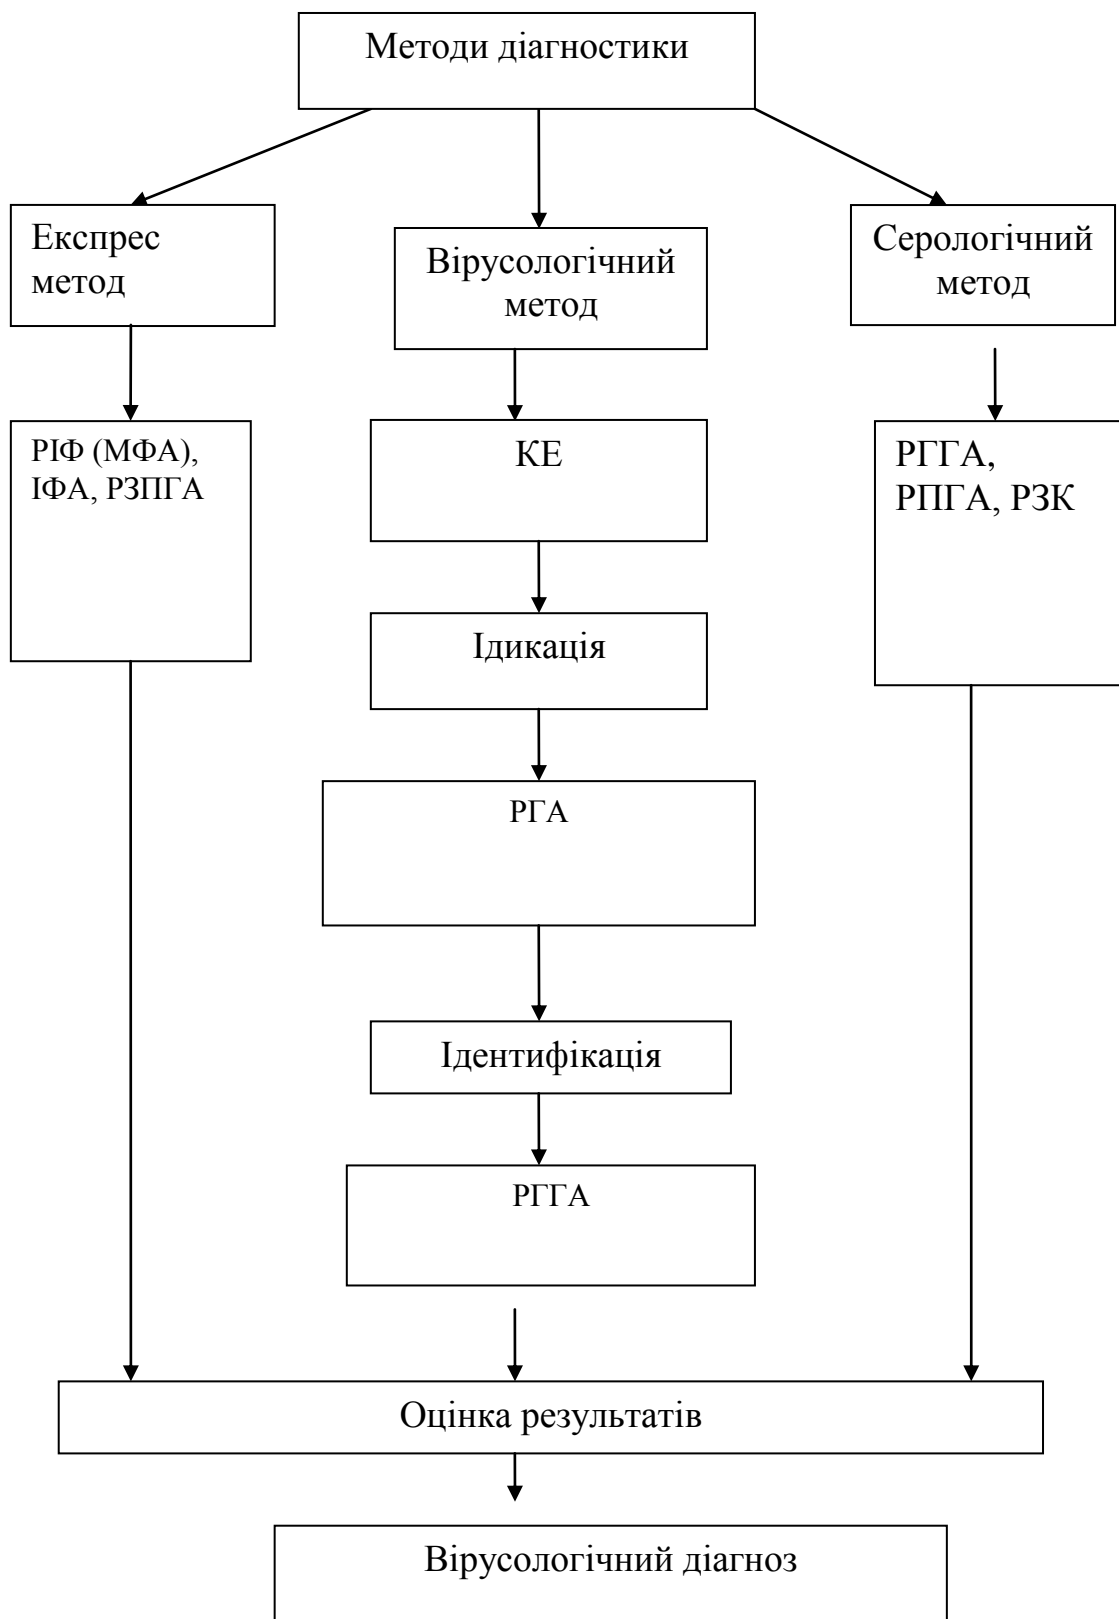 Методи діагностики
Експрес
метод
Вірусологічний
метод
Серологічний
метод
РІФ (МФА),
ІФА, РЗПГА
КЕ
РГГА,
РПГА, РЗК
Ідикація
РГА
Ідентифікація
РГГА
Оцінка результатів
Вірусологічний діагноз